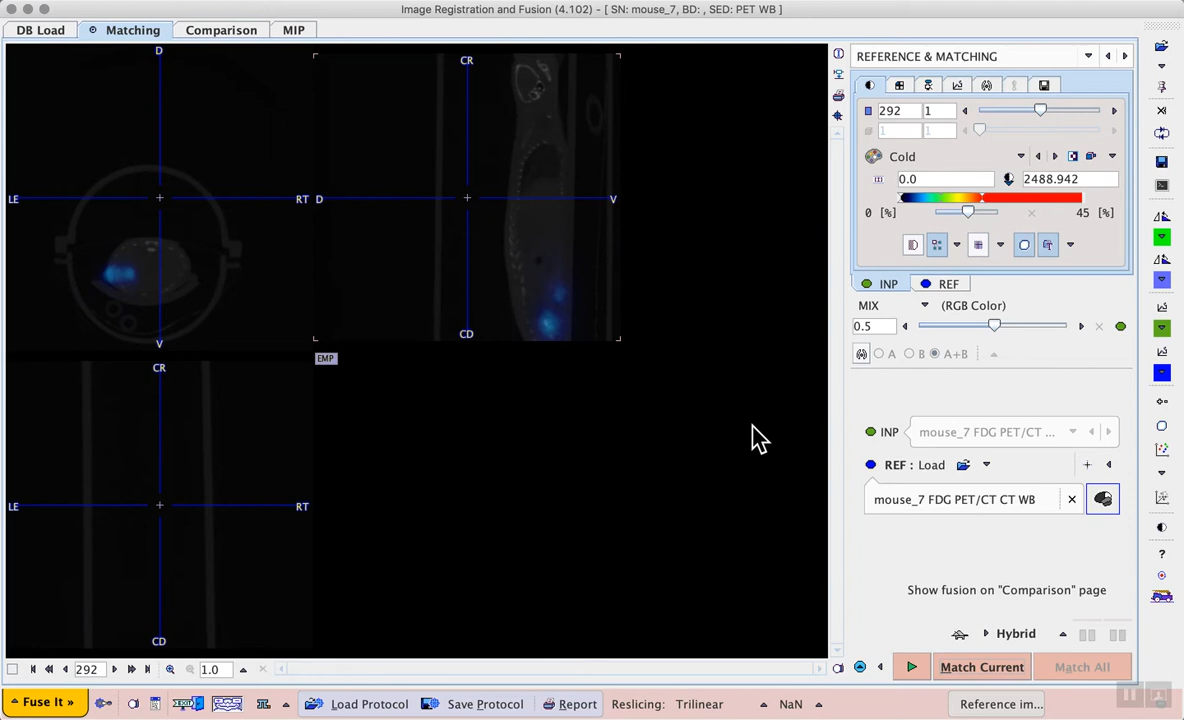 Image Registration and Fusion (4.102) - [ SN: mouse_7, BD: , SED: PET WB ]
DB Load
Matching
Comparison
MIP
D
LE
RT
V
CR
D
V
CD
EMP
CR
LE
RT
CD
REFERENCE & MATCHING
292
1
1
1
Cold
0.0
2488.942
0 [%]
45 [%]
INP
REF
MIX
(RGB Color)
0.5
A
B
A+B
INP
mouse_7 FDG PET/CT ...
REF : Load
mouse_7 FDG PET/CT CT WB
Show fusion on "Comparison" page
Hybrid
292
1.0
Match Current
Match All
Fuse It »
EXIT
Load Protocol
Save Protocol
Report
Reslicing:
Trilinear
NaN
Reference im...